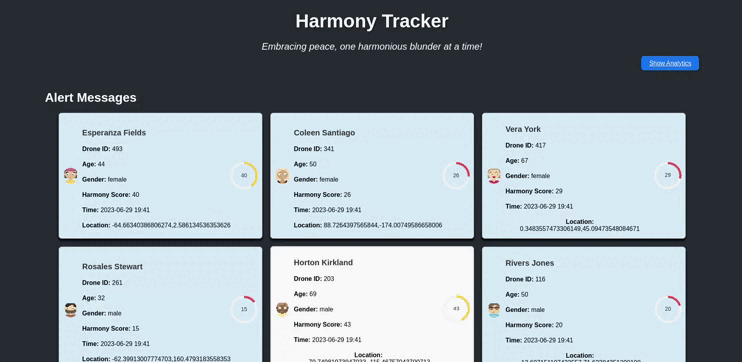 Harmony Tracker
Embracing peace, one harmonious blunder at a time!
Show Analytics
Alert Messages
Esperanza Fields
Drone ID: 493
Age: 44
Gender: female
Harmony Score: 40
Time: 2023-06-29 19:41
Location: -64.66340386806274,2.586134536353626
40
Coleen Santiago
Drone ID: 341
Age: 50
Gender: female
Harmony Score: 26
Time: 2023-06-29 19:41
Location: 88.7264397565844,-174.00749586658006
26
Vera York
Drone ID: 417
Age: 67
Gender: female
Harmony Score: 29
Time: 2023-06-29 19:41
Location:
0.3483557473306149,45.09473548084671
29
Rosales Stewart
Drone ID: 261
Age: 32
Gender: male
Harmony Score: 15
Time: 2023-06-29 19:41
Location: -62.39913007774703,160.4793183558353
15
Horton Kirkland
Drone ID: 203
Age: 69
Gender: male
Harmony Score: 43
Time: 2023-06-29 19:41
Location:
43
Rivers Jones
Drone ID: 116
Age: 50
Gender: male
Harmony Score: 20
Time: 2023-06-29 19:41
Location:
20